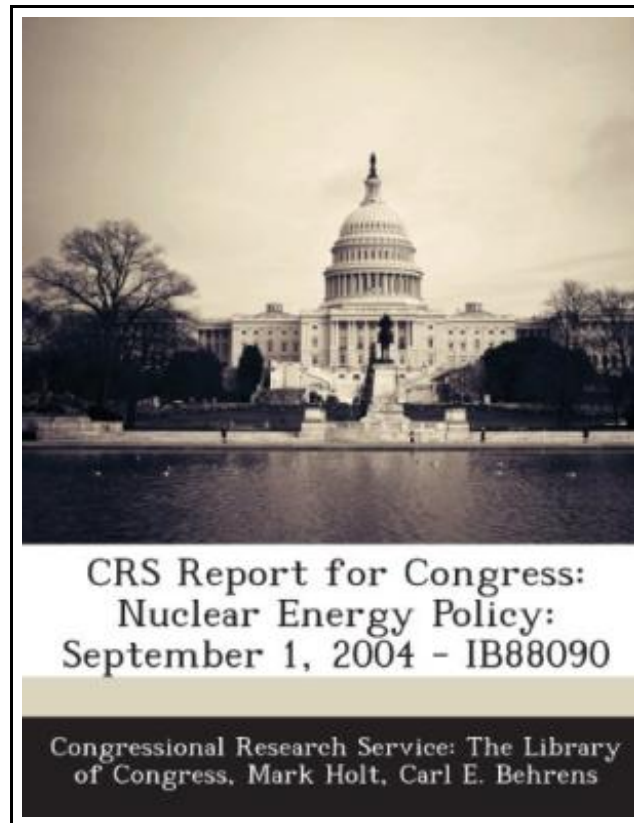 CRS Report for Congress:
Nuclear Energy Policy:
September 1, 2004 - IB88090
Congressional Research Service: The Library
of Congress, Mark Holt, Carl E. Behrens